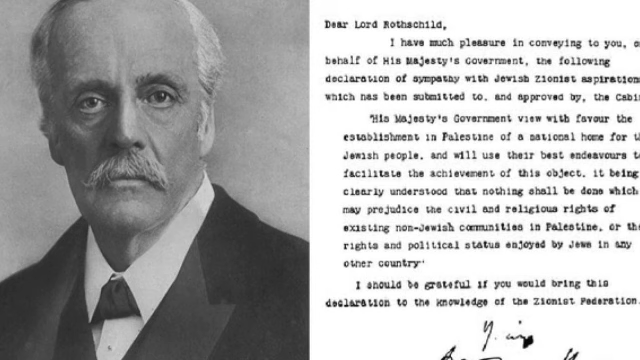 Dear Lord Rothschild,
I have much pleasure in conveying to you, on
behalf of His Majesty's Government, the following
declaration of sympathy with Jewish Zionist aspirations
which has been submitted to, and approved by, the Cabin
"His Majesty's Government view with favour the
establishment in Palestine of a national home for th
Jewish people, and will use their best endeavours to
facilitate the achievement of this object, it being
clearly understood that nothing shall be done which
may prejudice the civil and religious rights of
existing non-Jewish communities in Palestine, or the
rights and political status enjoyed by Jews in any
other country"
I should be grateful if you would bring this
declaration to the knowledge of the Zionist Federation.